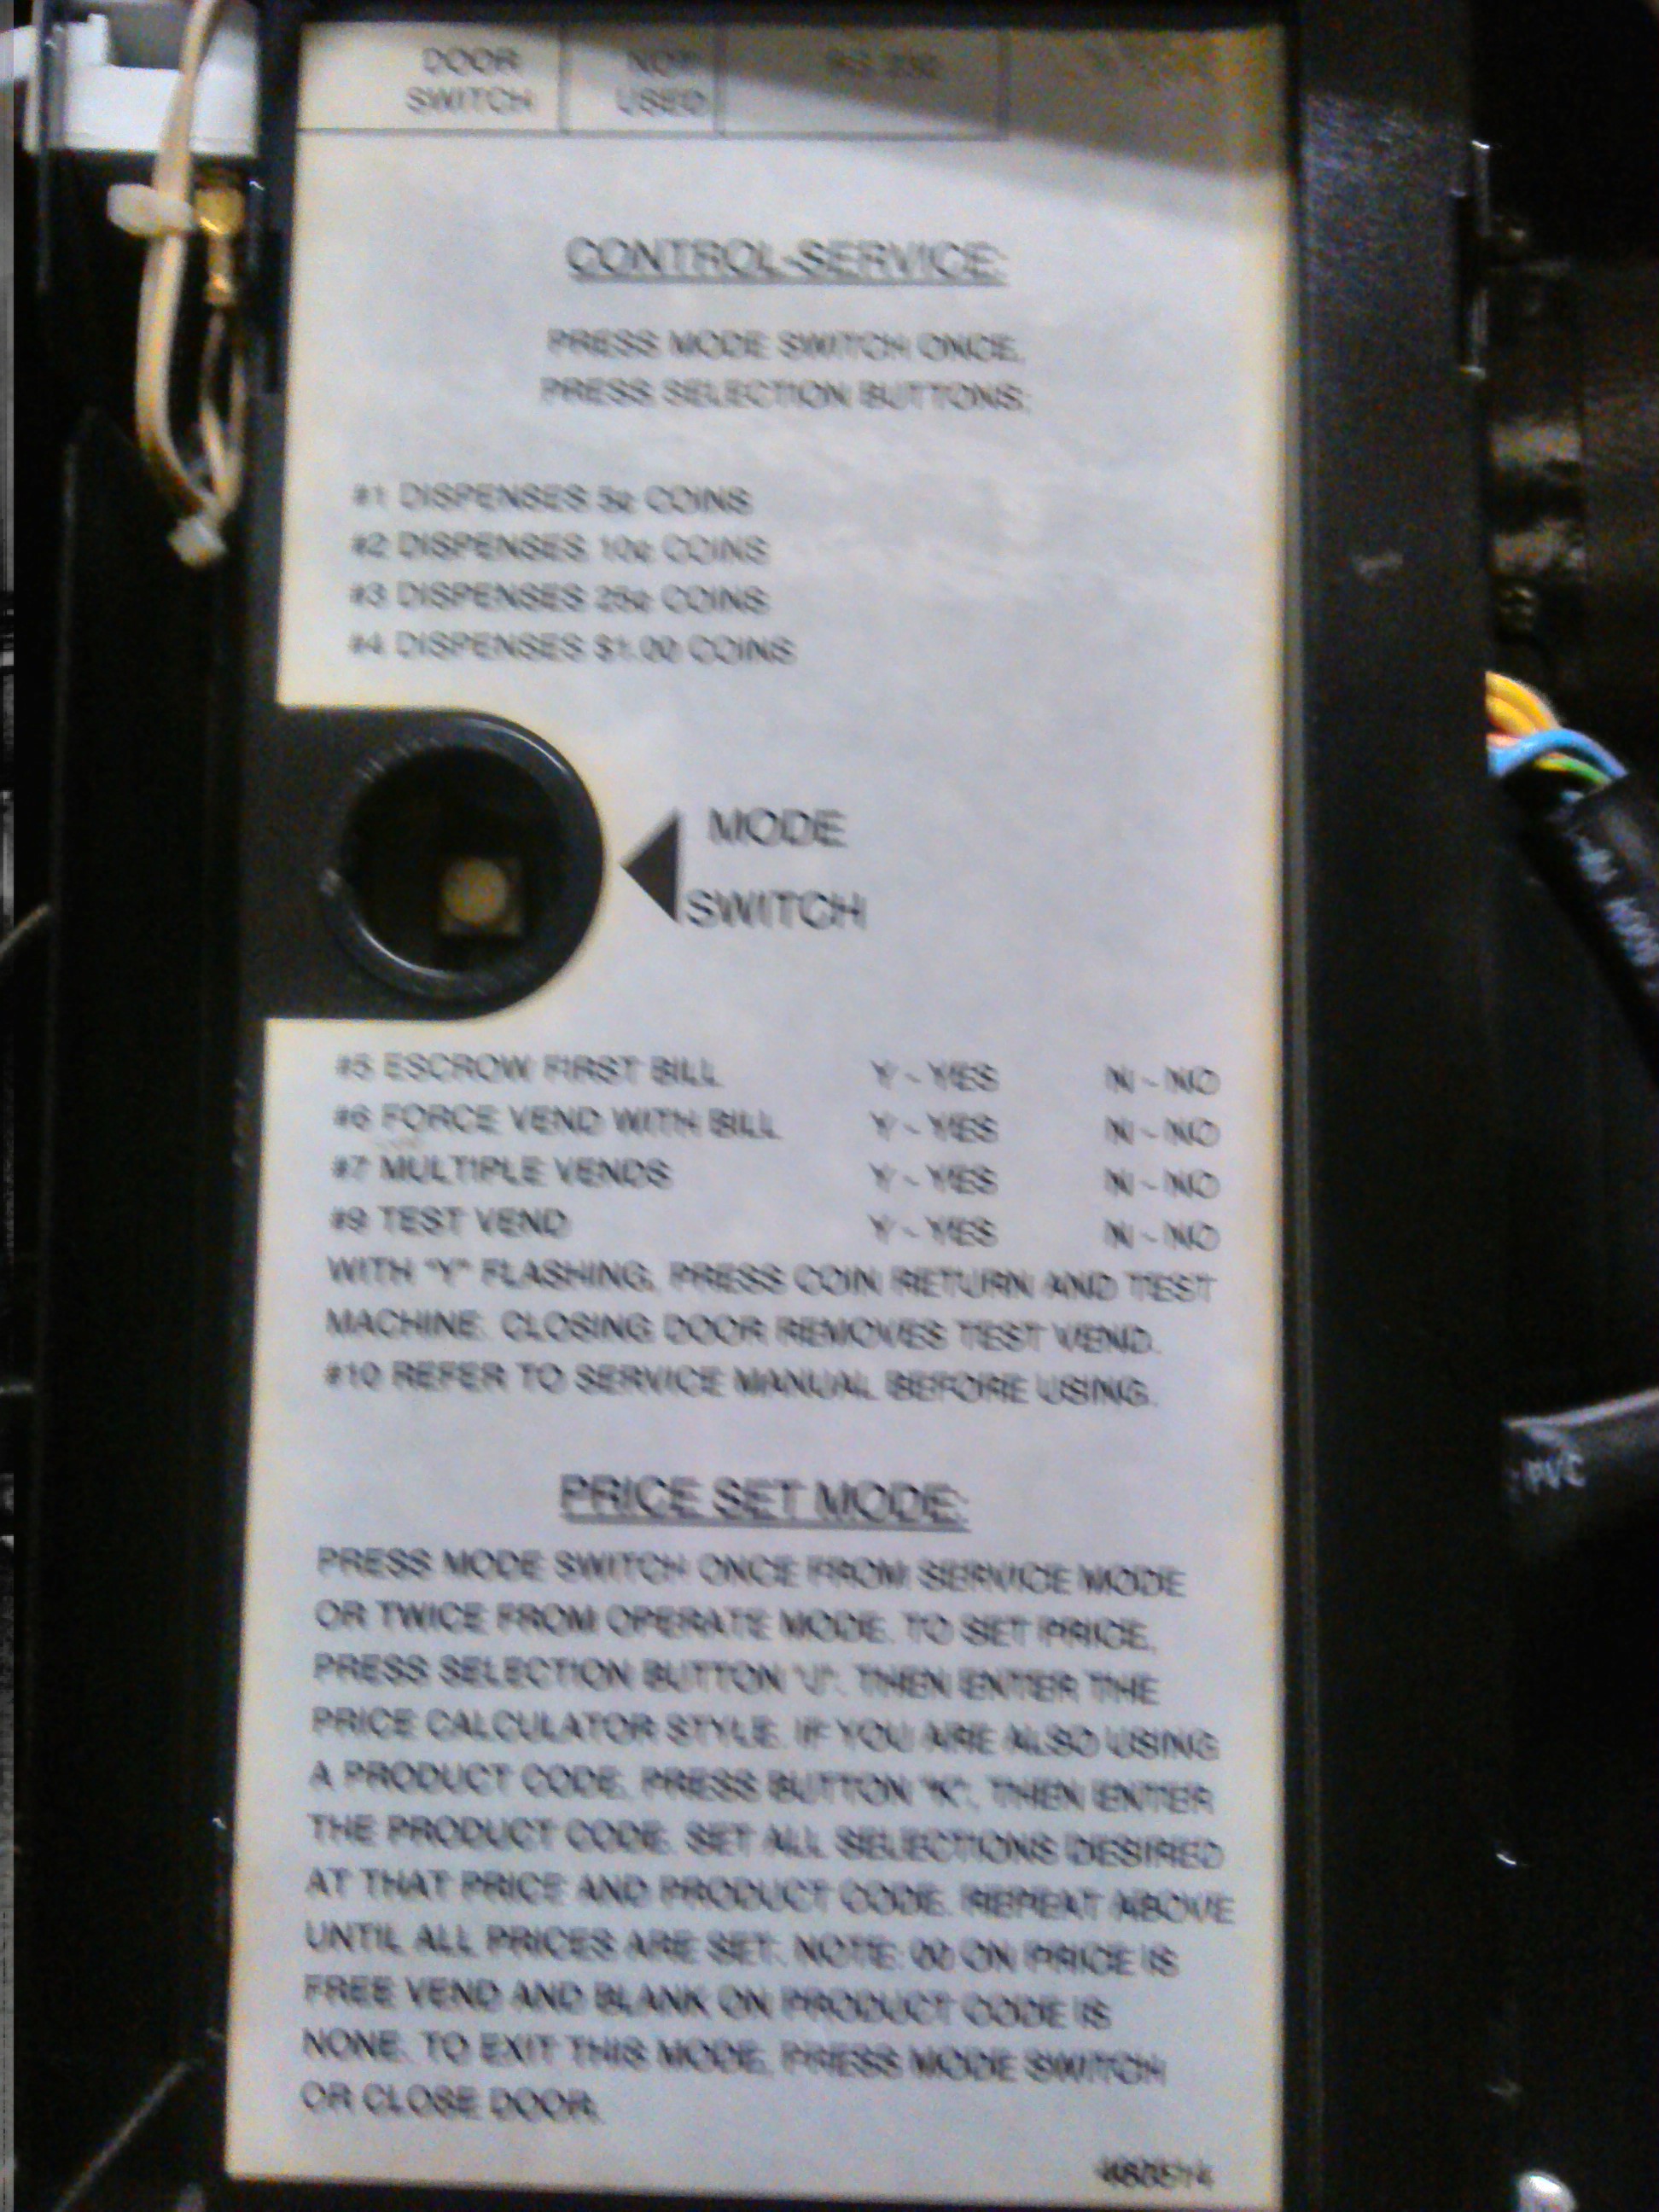 DOOR NOT RS 232
SWITCH USED
CONTROL-SERVICE:
PRESS MODE SWITCH ONCE.
PRESS SELECTION BUTTONS:
#1 DISPENSES 5¢ COINS
#2 DISPENSES 10¢ COINS
#3 DISPENSES 25¢ COINS
#4 DISPENSES $1.00 COINS
MODE
SWITCH
#5 ESCROW FIRST BILL Y - YES N - NO
#6 FORCE VEND WITH BILL Y - YES N - NO
#7 MULTIPLE VENDS Y - YES N - NO
#9 TEST VEND Y - YES N - NO
WITH "Y" FLASHING, PRESS COIN RETURN AND TEST
MACHINE. CLOSING DOOR REMOVES TEST VEND.
#10 REFER TO SERVICE MANUAL BEFORE USING.
PRICE SET MODE:
PRESS MODE SWITCH ONCE FROM SERVICE MODE
OR TWICE FROM OPERATE MODE. TO SET PRICE,
PRESS SELECTION BUTTON "J". THEN ENTER THE
PRICE CALCULATOR STYLE. IF YOU ARE ALSO USING
A PRODUCT CODE, PRESS BUTTON "K", THEN ENTER
THE PRODUCT CODE. SET ALL SELECTIONS DESIRED
AT THAT PRICE AND PRODUCT CODE. REPEAT ABOVE
UNTIL ALL PRICES ARE SET. NOTE: 00 ON PRICE IS
FREE VEND AND BLANK ON PRODUCT CODE IS
NONE. TO EXIT THIS MODE, PRESS MODE SWITCH
OR CLOSE DOOR.
PVC